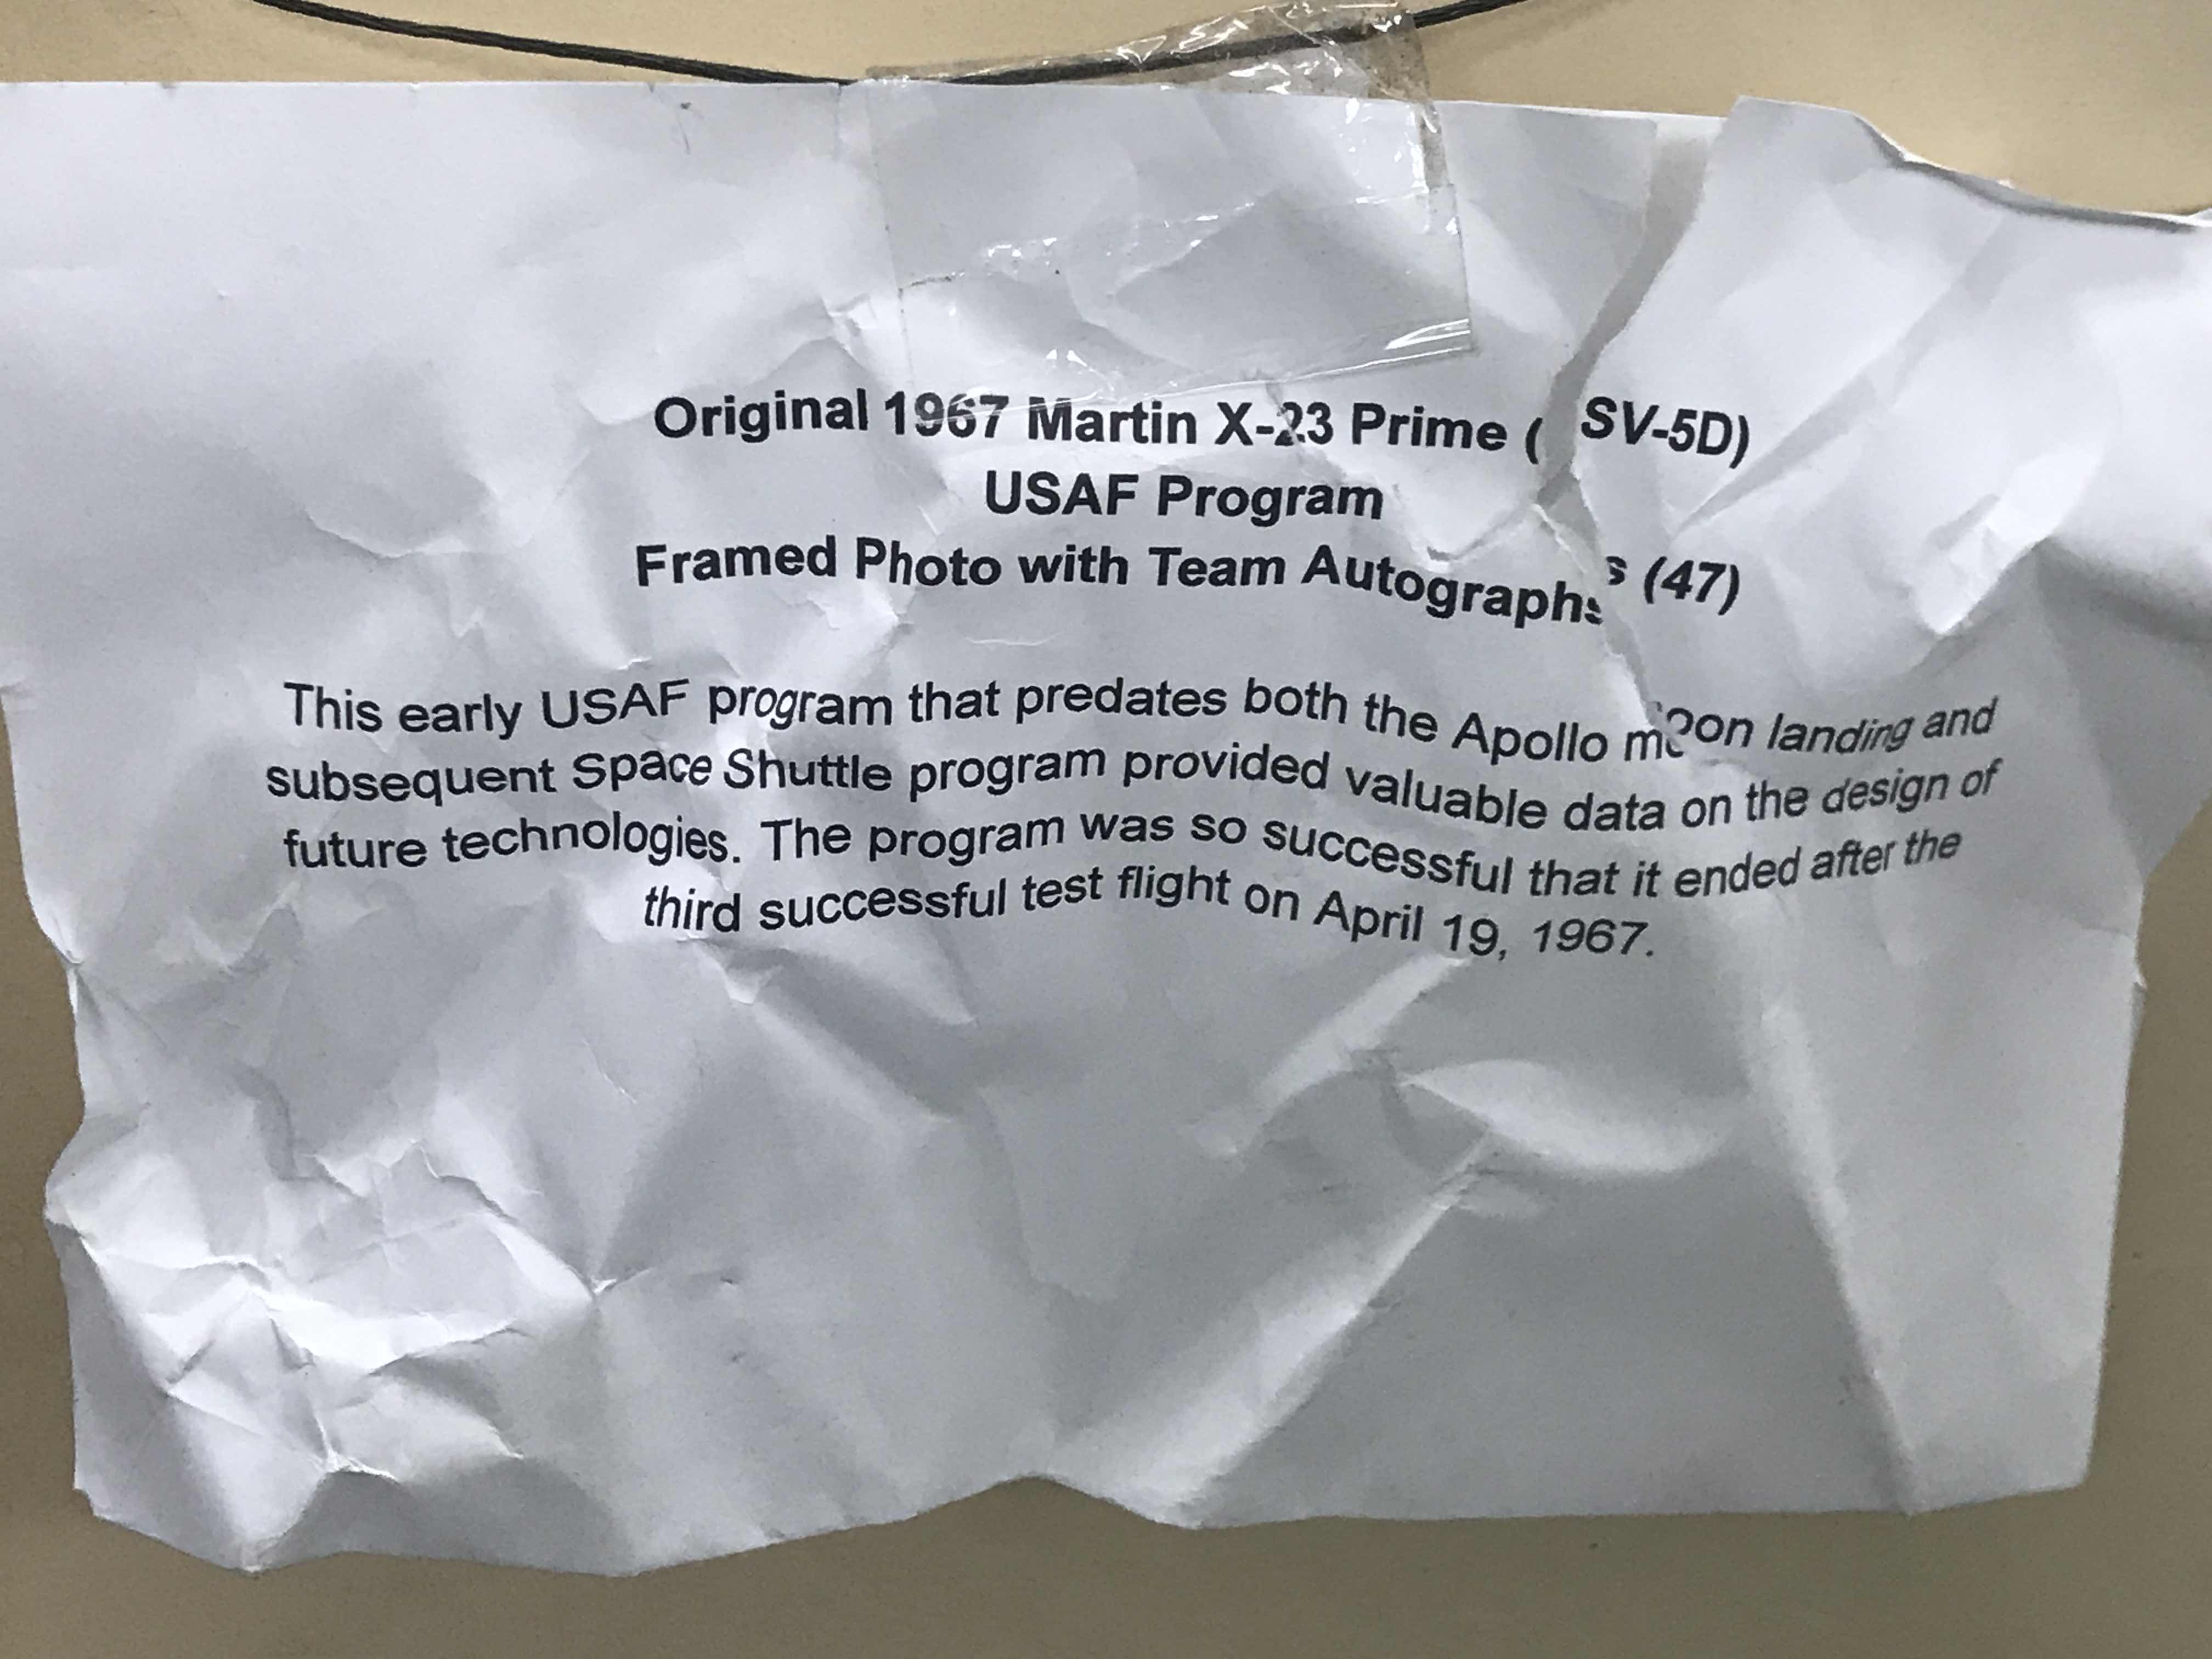 Original 1967 Martin X-23 Prime ( SV-5D)
USAF Program
Framed Photo with Team Autographs (47)
This early USAF program that predates both the Apollo moon landing and
subsequent Space Shuttle program provided valuable data on the design of
future technologies. The program was so successful that it ended after the
third successful test flight on April 19, 1967.